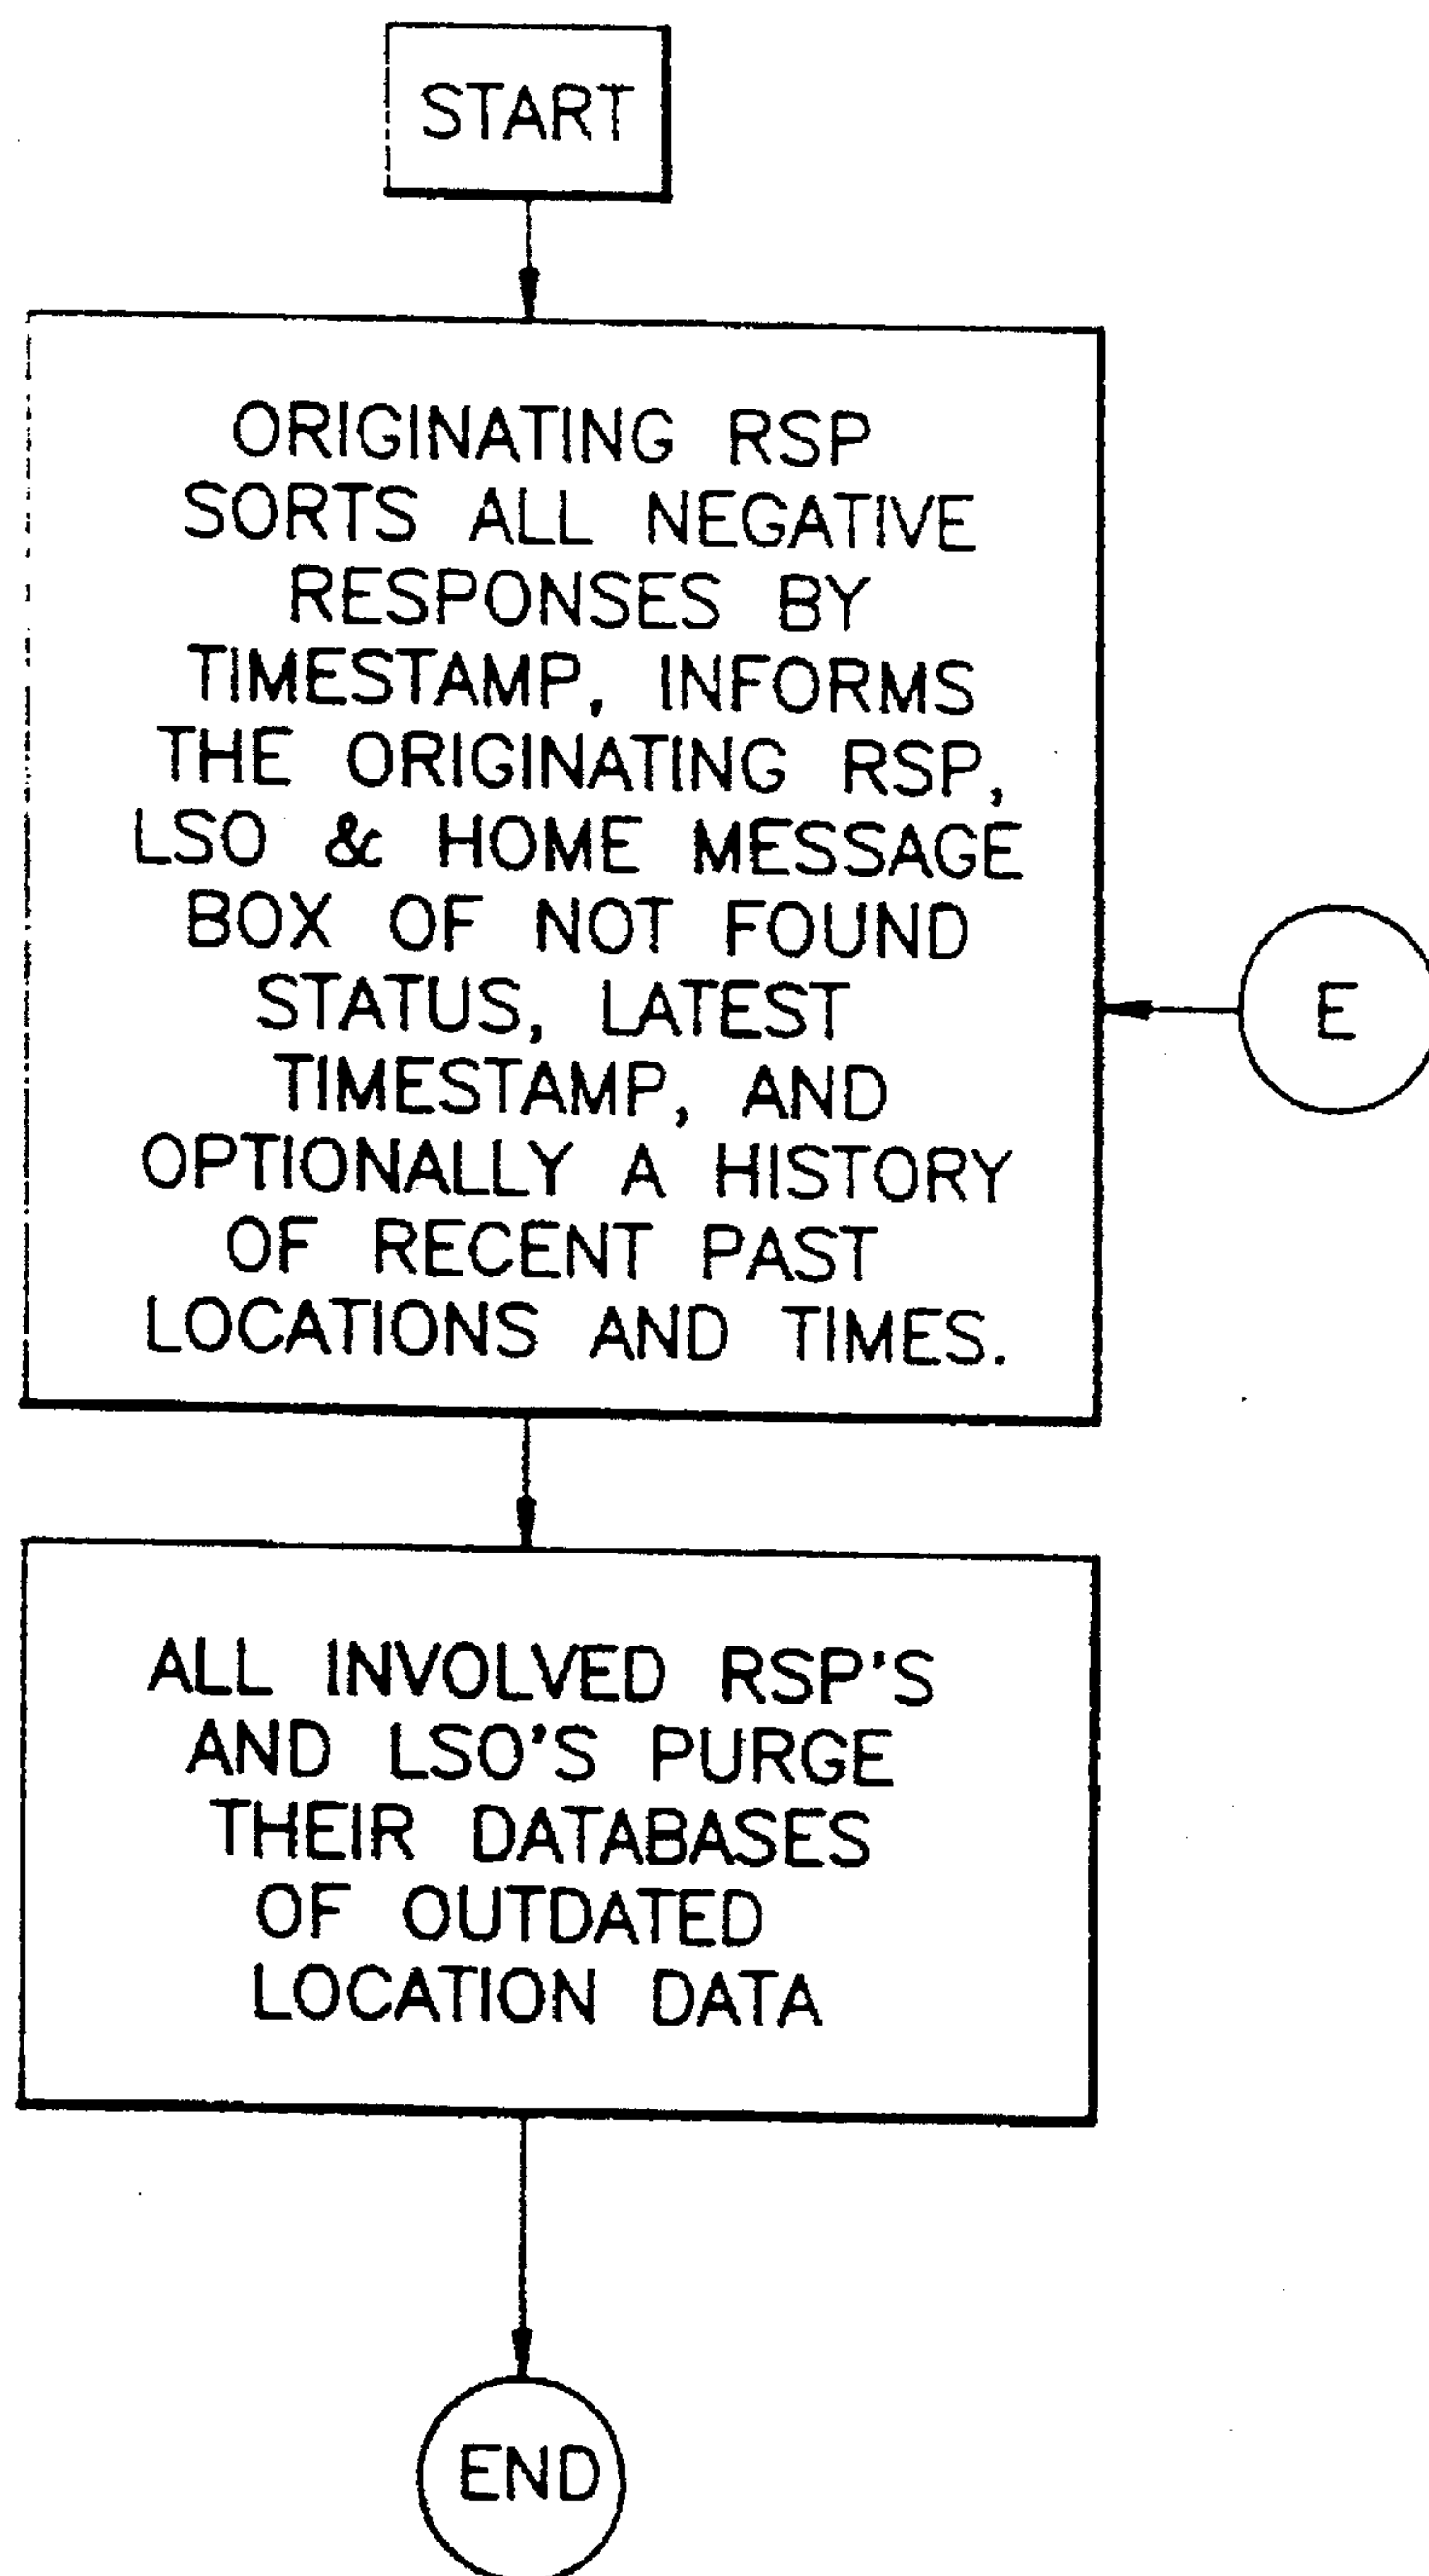 START
ORIGINATING RSP
SORTS ALL NEGATIVE
RESPONSES BY
TIMESTAMP, INFORMS
THE ORIGINATING RSP,
LSO & HOME MESSAGE
BOX OF NOT FOUND
STATUS, LATEST
TIMESTAMP, AND
OPTIONALLY A HISTORY
OF RECENT PAST
LOCATIONS AND TIMES.
E
ALL INVOLVED RSP'S
AND LSO'S PURGE
THEIR DATABASES
OF OUTDATED
LOCATION DATA
END